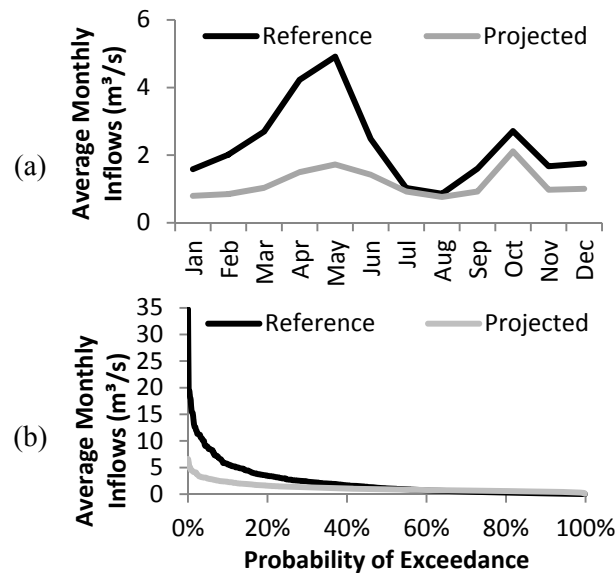 (a)
Average Monthly
Inflows (m³/s)
Reference
Projected
6
4
2
0
Jan
Feb
Mar
Apr
May
Jun
Jul
Aug
Sep
Oct
Nov
Dec
(b)
Average Monthly
Inflows (m³/s)
Reference
Projected
35
30
25
20
15
10
5
0
0% 20% 40% 60% 80% 100%
Probability of Exceedance